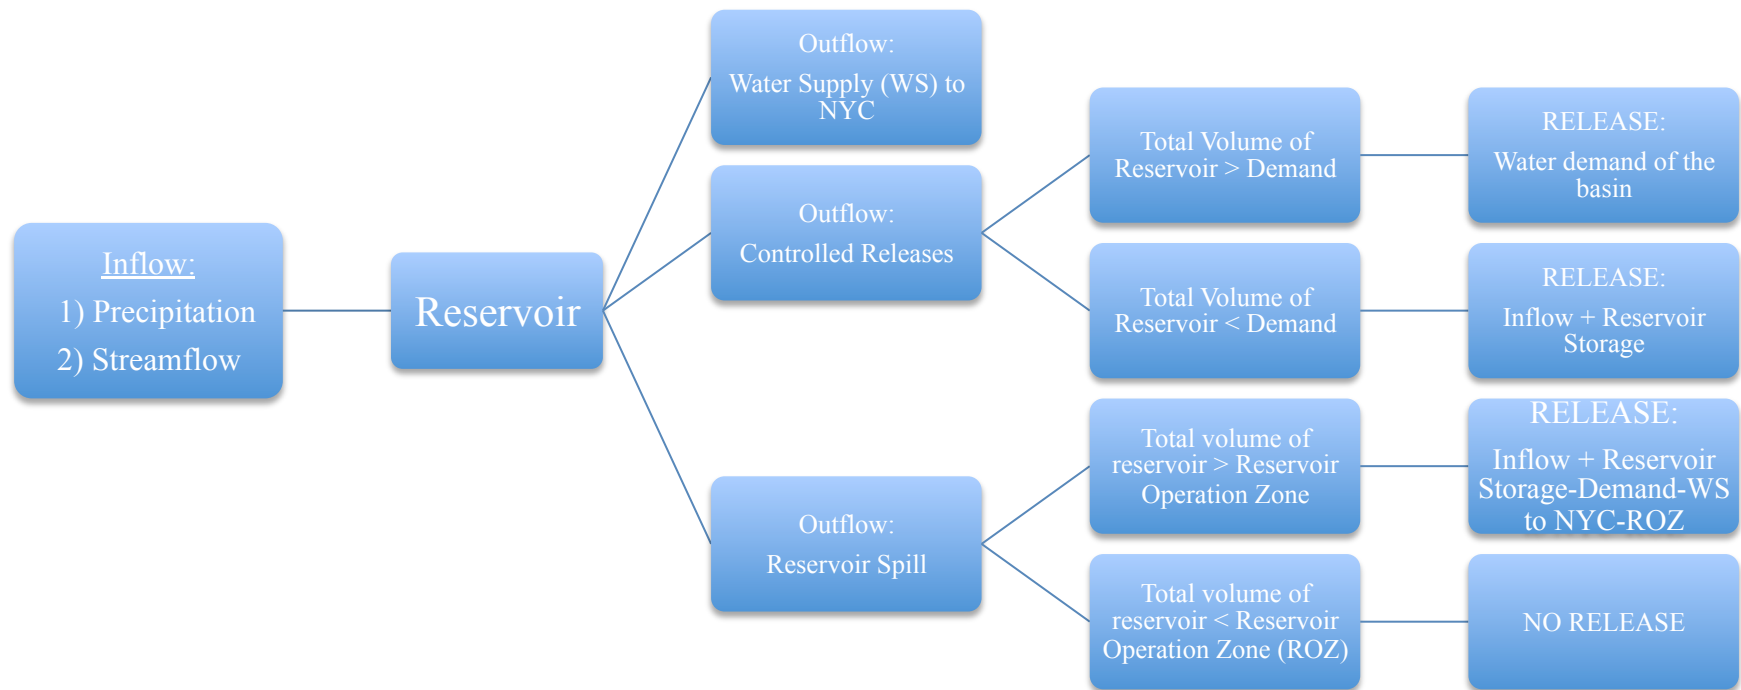 Inflow:
1) Precipitation
2) Streamflow
Reservoir
Outflow:
Water Supply (WS) to
NYC
Outflow:
Controlled Releases
Outflow:
Reservoir Spill
Total Volume of
Reservoir > Demand
Total Volume of
Reservoir < Demand
Total volume of
reservoir > Reservoir
Operation Zone
Total volume of
reservoir < Reservoir
Operation Zone (ROZ)
RELEASE:
Water demand of the
basin
RELEASE:
Inflow + Reservoir
Storage
RELEASE:
Inflow + Reservoir
Storage-Demand-WS
to NYC-ROZ
NO RELEASE